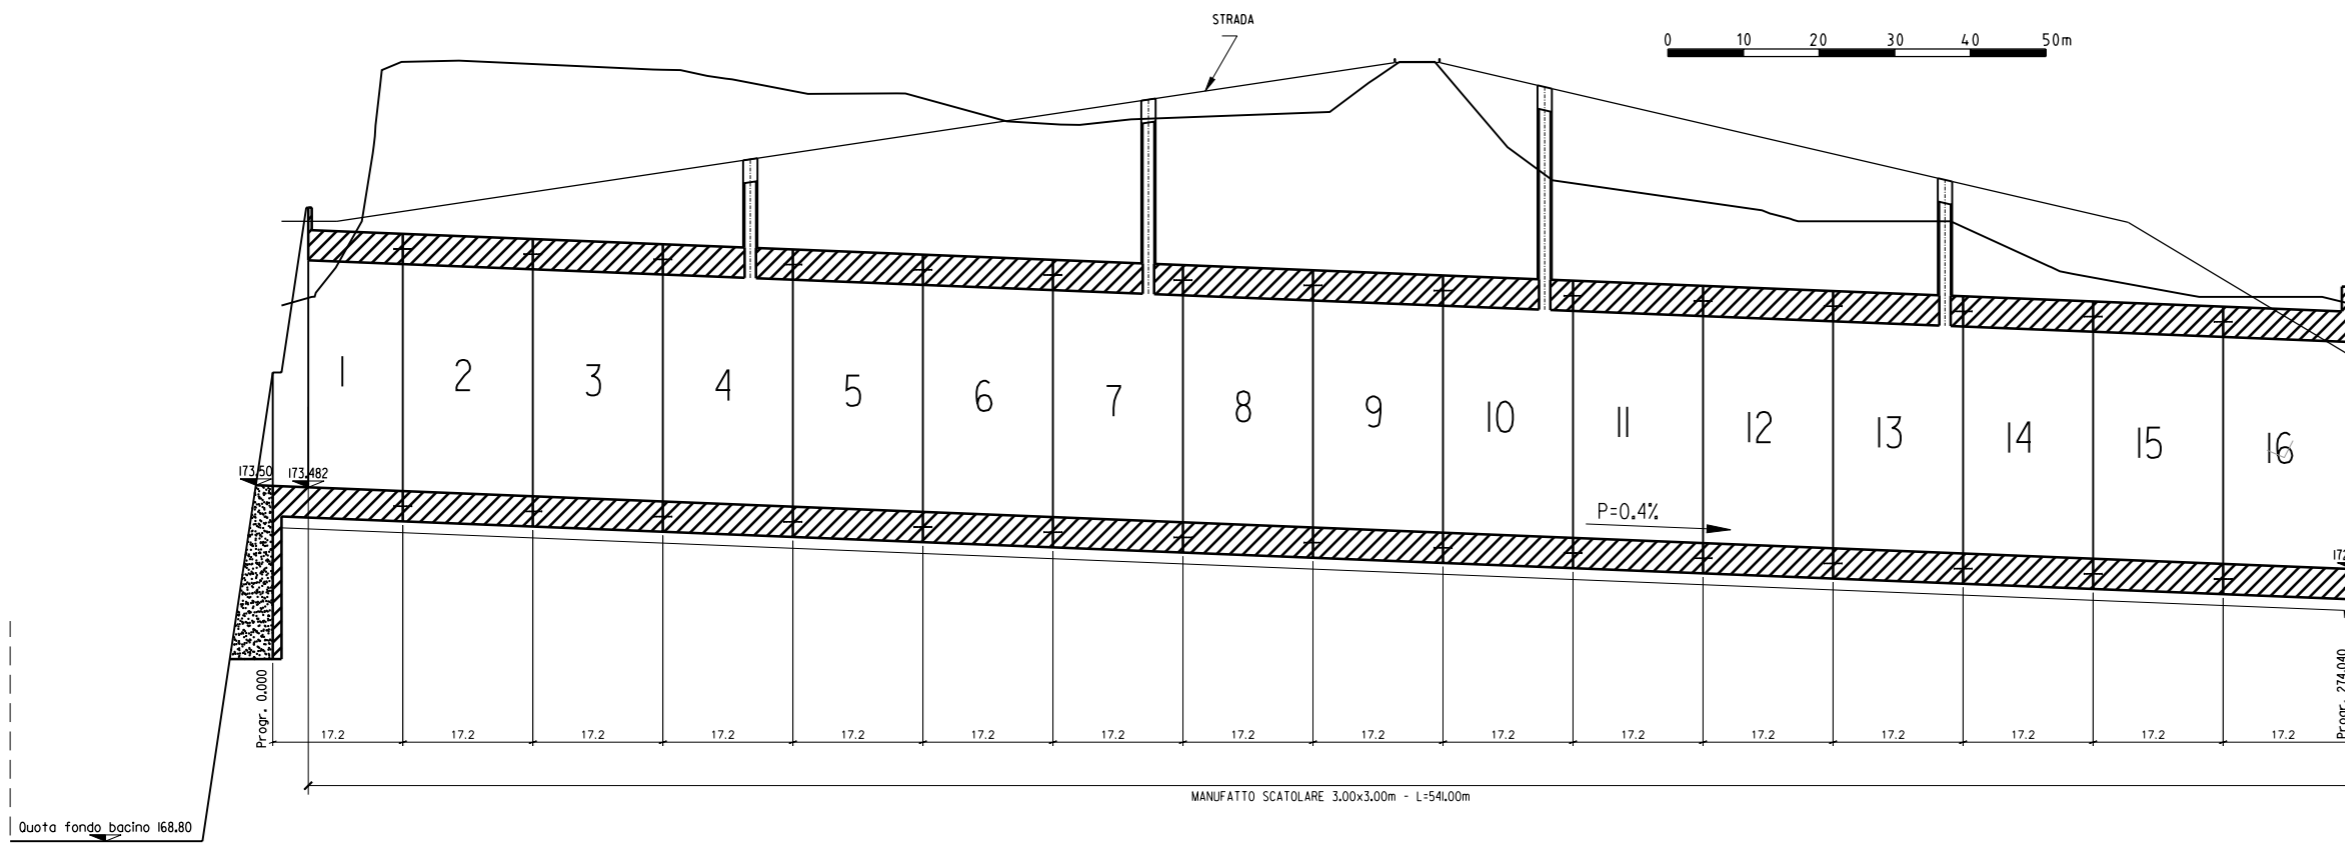 STRADA
0 10 20 30 40 50m
1 2 3 4 5 6 7 8 9 10 11 12 13 14 15 16
173.50 173.482
P=0.4%
172
Progr. 0.000
Progr. 274.040
17.2 17.2 17.2 17.2 17.2 17.2 17.2 17.2 17.2 17.2 17.2 17.2 17.2 17.2 17.2 17.2
MANUFATTO SCATOLARE 3.00x3.00m - L=541.00m
Quota fondo bacino 168.80